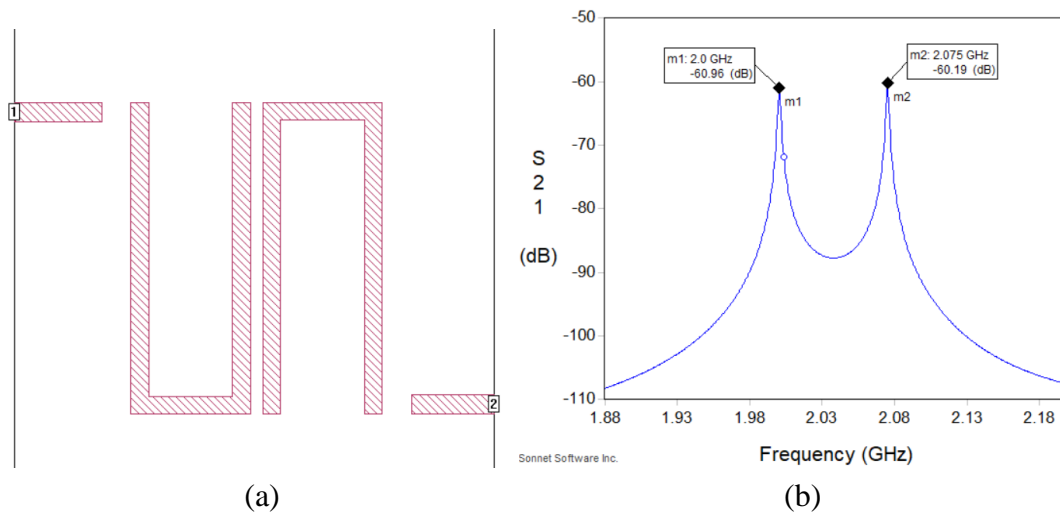 1
2
(a)
-50
-60
-70
-80
-90
-100
-110
S
2
1
(dB)
m1: 2.0 GHz
-60.96 (dB)
m1
m2: 2.075 GHz
-60.19 (dB)
m2
1.88 1.93 1.98 2.03 2.08 2.13 2.18
Frequency (GHz)
Sonnet Software Inc.
(b)